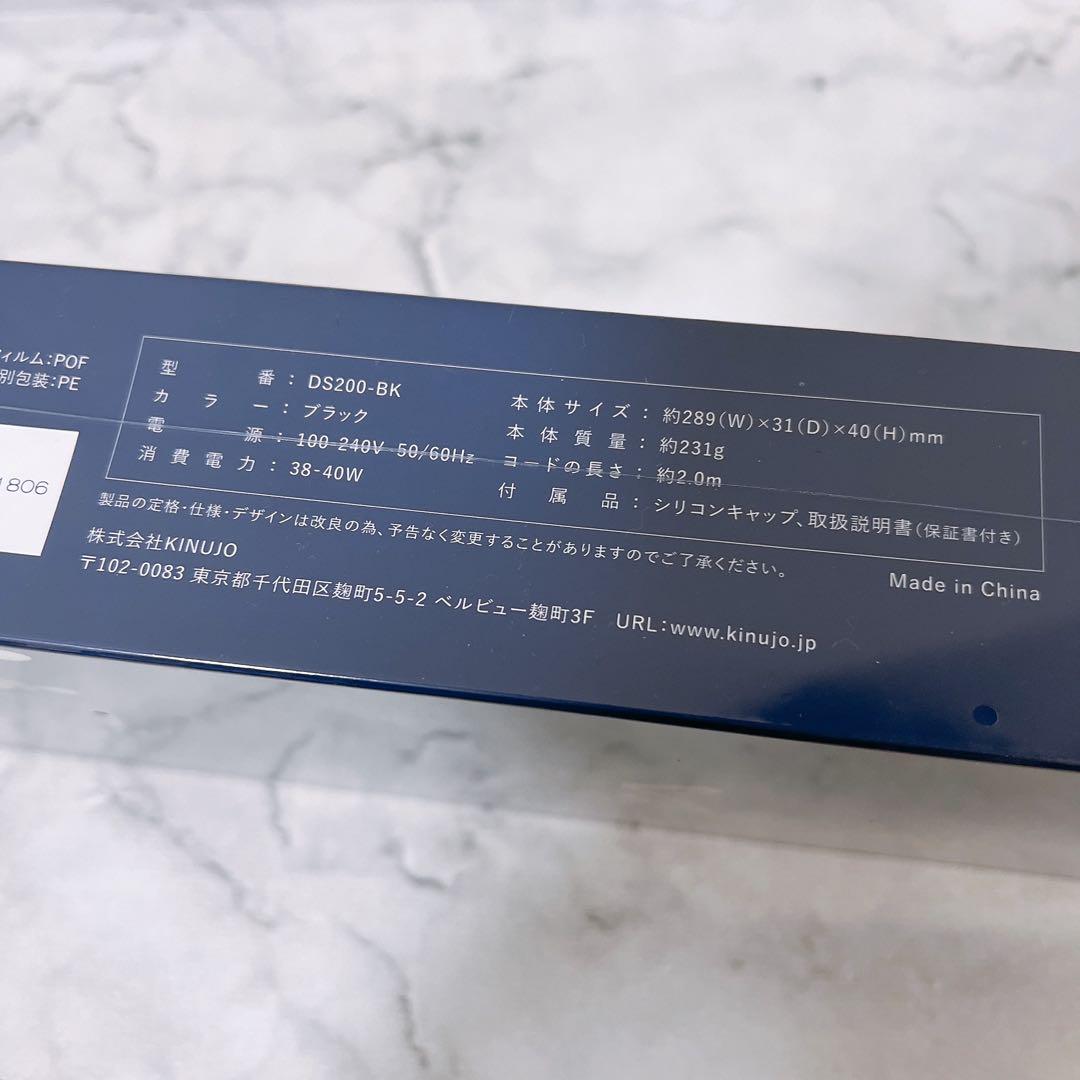 ィルム:POF
別包装:PE
1806
型番:DS200-BK
カラー:ブラック
電源:100-240V 50/60Hz
消費電力:38-40W
本体サイズ:約289(W)×31(D)×40(H)mm
本体質量:約231g
コードの長さ:約2.0m
付属品:シリコンキャップ、取扱説明書(保証書付き)
製品の定格・仕様・デザインは改良の為、予告なく変更することがありますのでご了承ください。
株式会社KINUJO
〒102-0083 東京都千代田区麹町5-5-2 ベルビュー麹町3F URL:www.kinujo.jp
Made in China